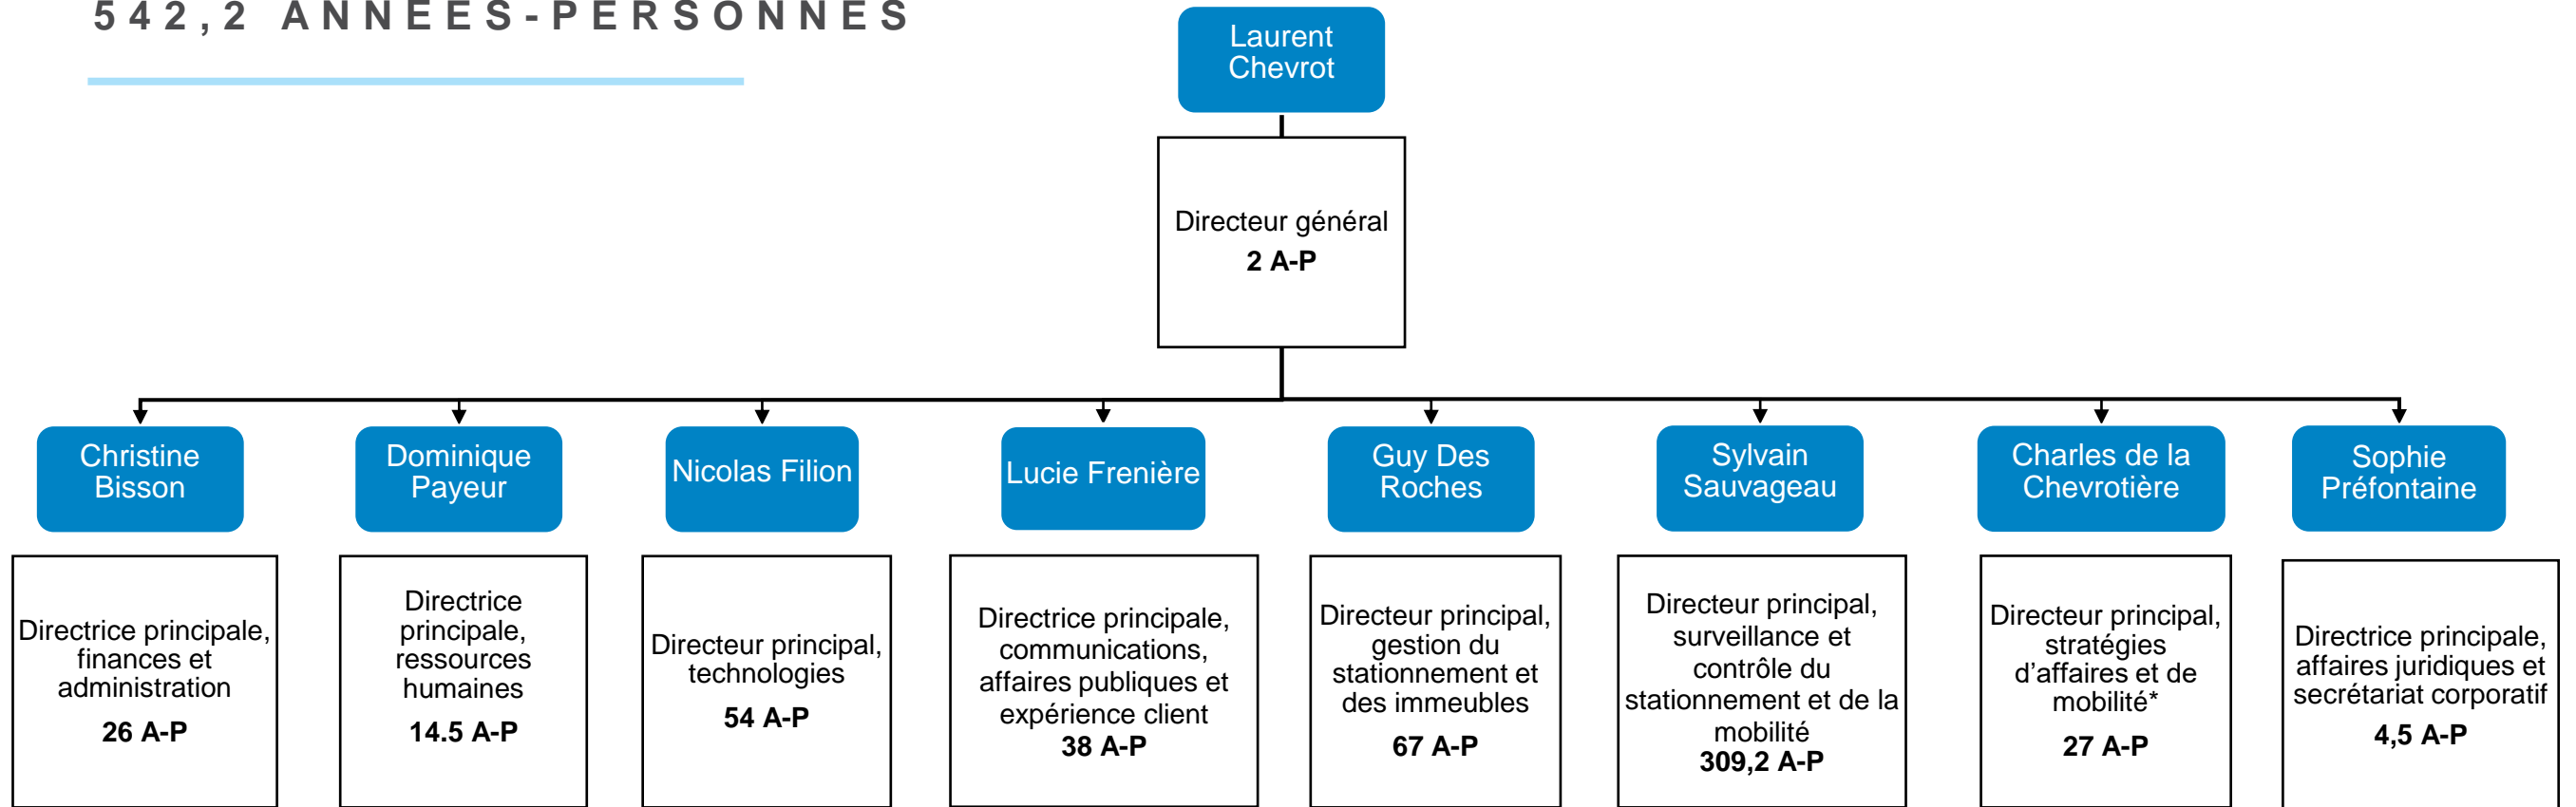 542,2 ANNÉES-PERSONNES
Laurent
Chevrot
Directeur général
2 A-P
Christine
Bisson
Directrice principale,
finances et
administration
26 A-P
Dominique
Payeur
Directrice
principale,
ressources
humaines
14.5 A-P
Nicolas Filion
Directeur principal,
technologies
54 A-P
Lucie Frenière
Directrice principale,
communications,
affaires publiques et
expérience client
38 A-P
Guy Des
Roches
Directeur principal,
gestion du
stationnement et
des immeubles
67 A-P
Sylvain
Sauvageau
Directeur principal,
surveillance et
contrôle du
stationnement et de la
mobilité
309,2 A-P
Charles de la
Chevrotière
Directeur principal,
stratégies
d’affaires et de
mobilité*
27 A-P
Sophie
Préfontaine
Directrice principale,
affaires juridiques et
secrétariat corporatif
4,5 A-P